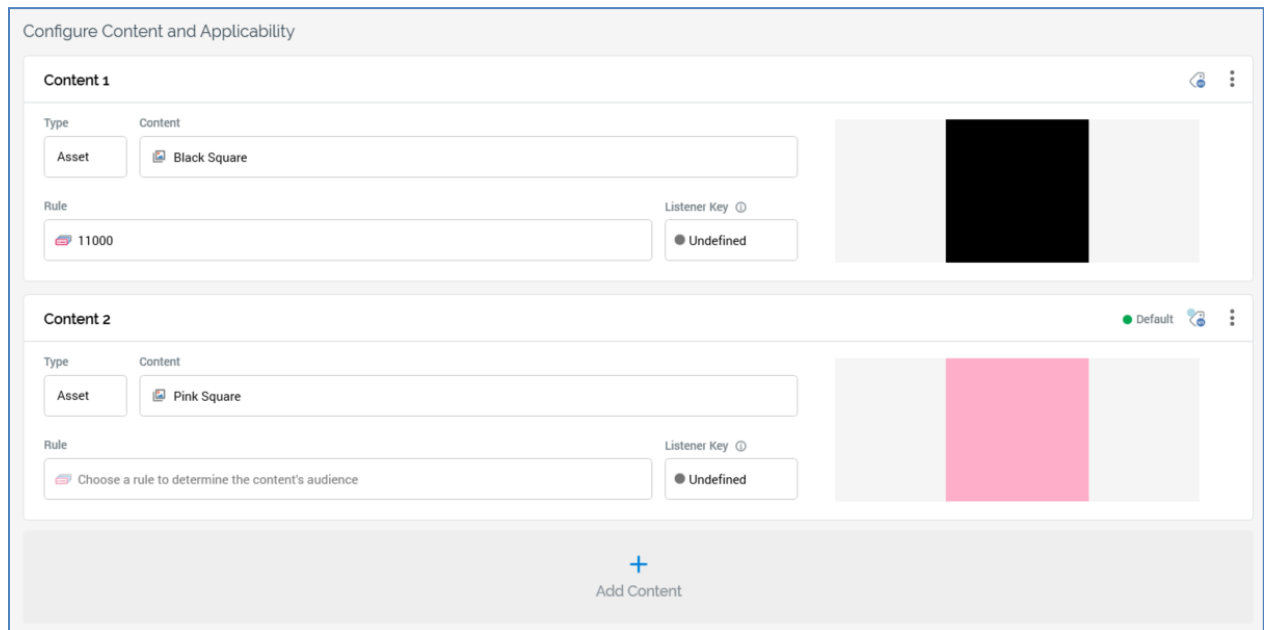 Configure Content and Applicability
Content 1
Type Content
Asset Black Square
Rule Listener Key
11000 Undefined
Content 2 Default
Type Content
Asset Pink Square
Rule Listener Key
Choose a rule to determine the content's audience Undefined
Add Content